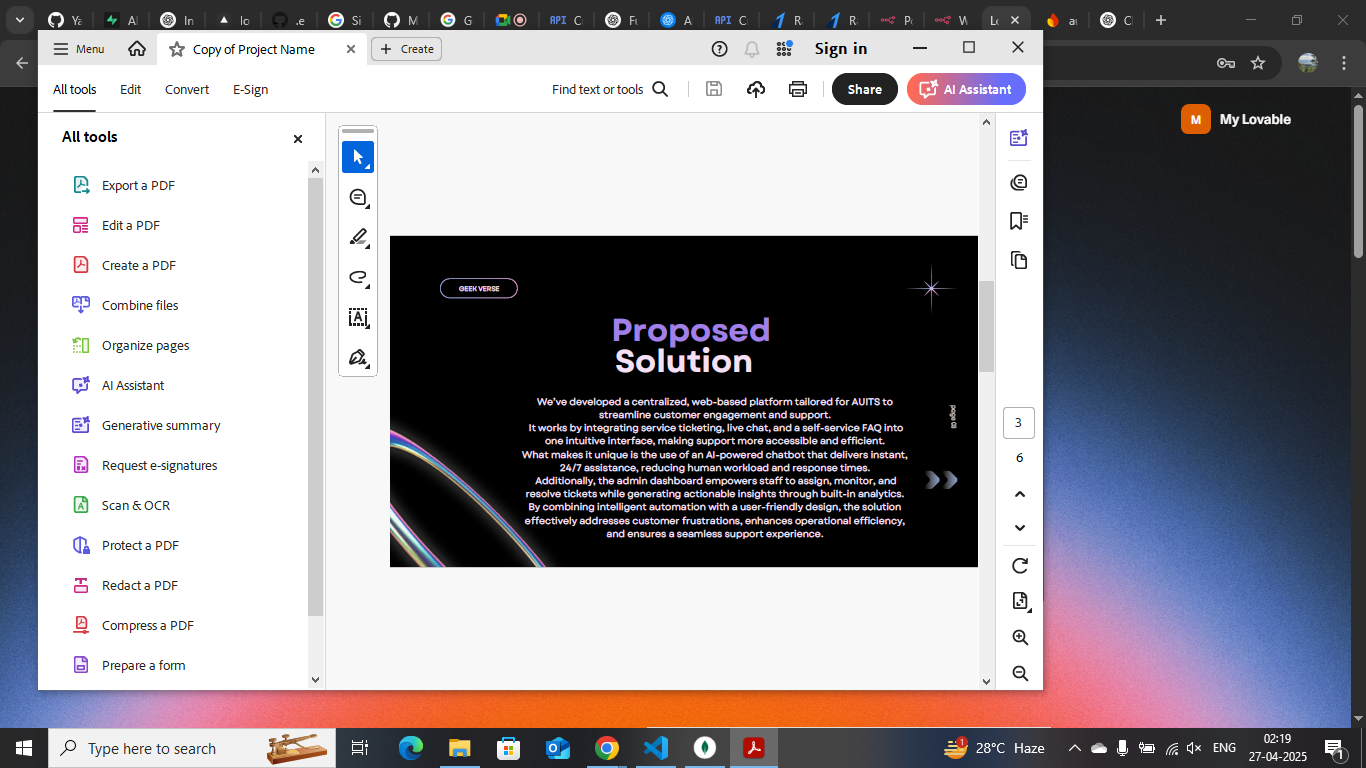 Ya
Al
In
lo
.e
Si
M
G
API C
Fu
A
API C
R
R
Pe
W
Lo
au
C
Menu
Copy of Project Name
Create
Sign in
All tools
Edit
Convert
E-Sign
Find text or tools
Share
AI Assistant
M
My Lovable
All tools
Export a PDF
Edit a PDF
Create a PDF
Combine files
Organize pages
AI Assistant
Generative summary
Request e-signatures
Scan & OCR
Protect a PDF
Redact a PDF
Compress a PDF
Prepare a form
GEEK VERSE
Proposed
Solution
We've developed a centralized, web-based platform tailored for AUITS to
streamline customer engagement and support.
It works by integrating service ticketing, live chat, and a self-service FAQ into
one intuitive interface, making support more accessible and efficient.
What makes it unique is the use of an AI-powered chatbot that delivers instant,
24/7 assistance, reducing human workload and response times.
Additionally, the admin dashboard empowers staff to assign, monitor, and
resolve tickets while generating actionable insights through built-in analytics.
By combining intelligent automation with a user-friendly design, the solution
effectively addresses customer frustrations, enhances operational efficiency,
and ensures a seamless support experience.
page 03
3
6
Type here to search
1
28°C Haze
ENG
02:19
27-04-2025
1